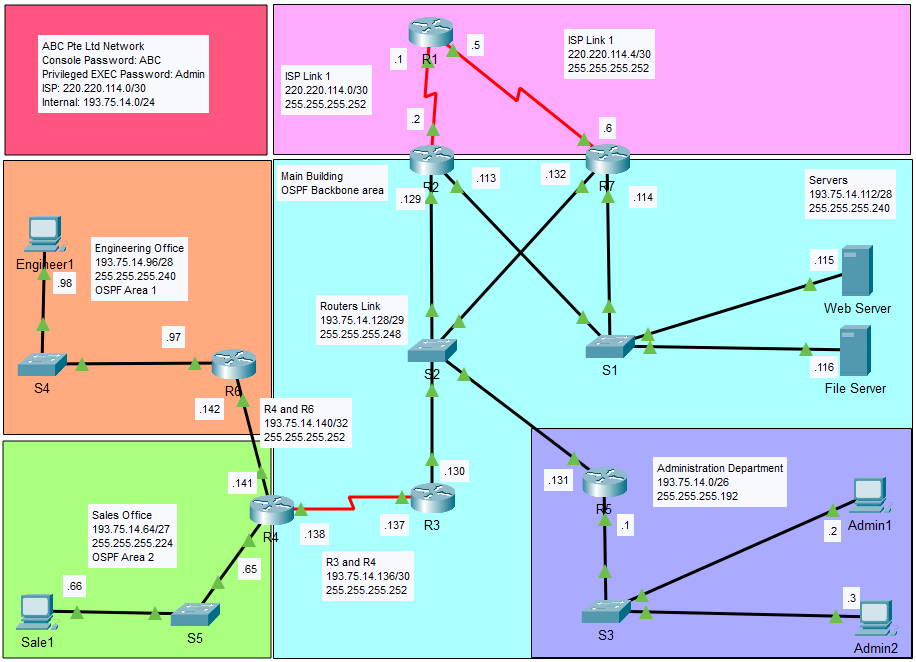 ABC Pte Ltd Network
Console Password: ABC
Privileged EXEC Password: Admin
ISP: 220.220.114.0/30
Internal: 193.75.14.0/24
R1
.1
.5
ISP Link 1
220.220.114.4/30
255.255.255.252
ISP Link 1
220.220.114.0/30
255.255.255.252
.2
.6
R2
R7
Main Building
OSPF Backbone area
.129
.113
.132
.114
Servers
193.75.14.112/28
255.255.255.240
.115
Web Server
.116
File Server
S1
Engineer1
.98
Engineering Office
193.75.14.96/28
255.255.255.240
OSPF Area 1
.97
S4
R6
.142
Routers Link
193.75.14.128/29
255.255.255.248
S2
R4 and R6
193.75.14.140/32
255.255.255.252
.141
.130
.131
R4
.138
.137
R3
R5
.1
Administration Department
193.75.14.0/26
255.255.255.192
Admin1
.2
.3
Admin2
S3
Sales Office
193.75.14.64/27
255.255.255.224
OSPF Area 2
.65
.66
Sale1
S5
R3 and R4
193.75.14.136/30
255.255.255.252